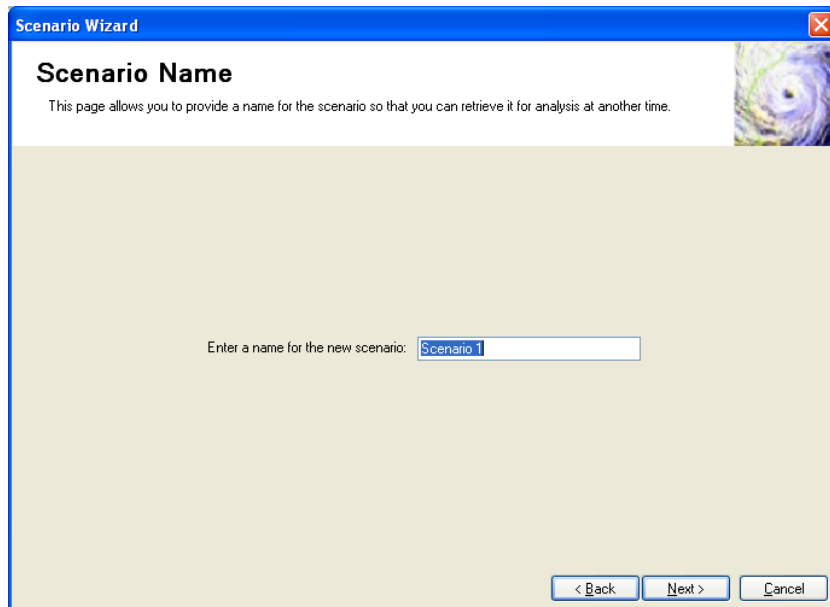 Scenario Wizard
Scenario Name
This page allows you to provide a name for the scenario so that you can retrieve it for analysis at another time.
Enter a name for the new scenario: Scenario 1
< Back Next > Cancel